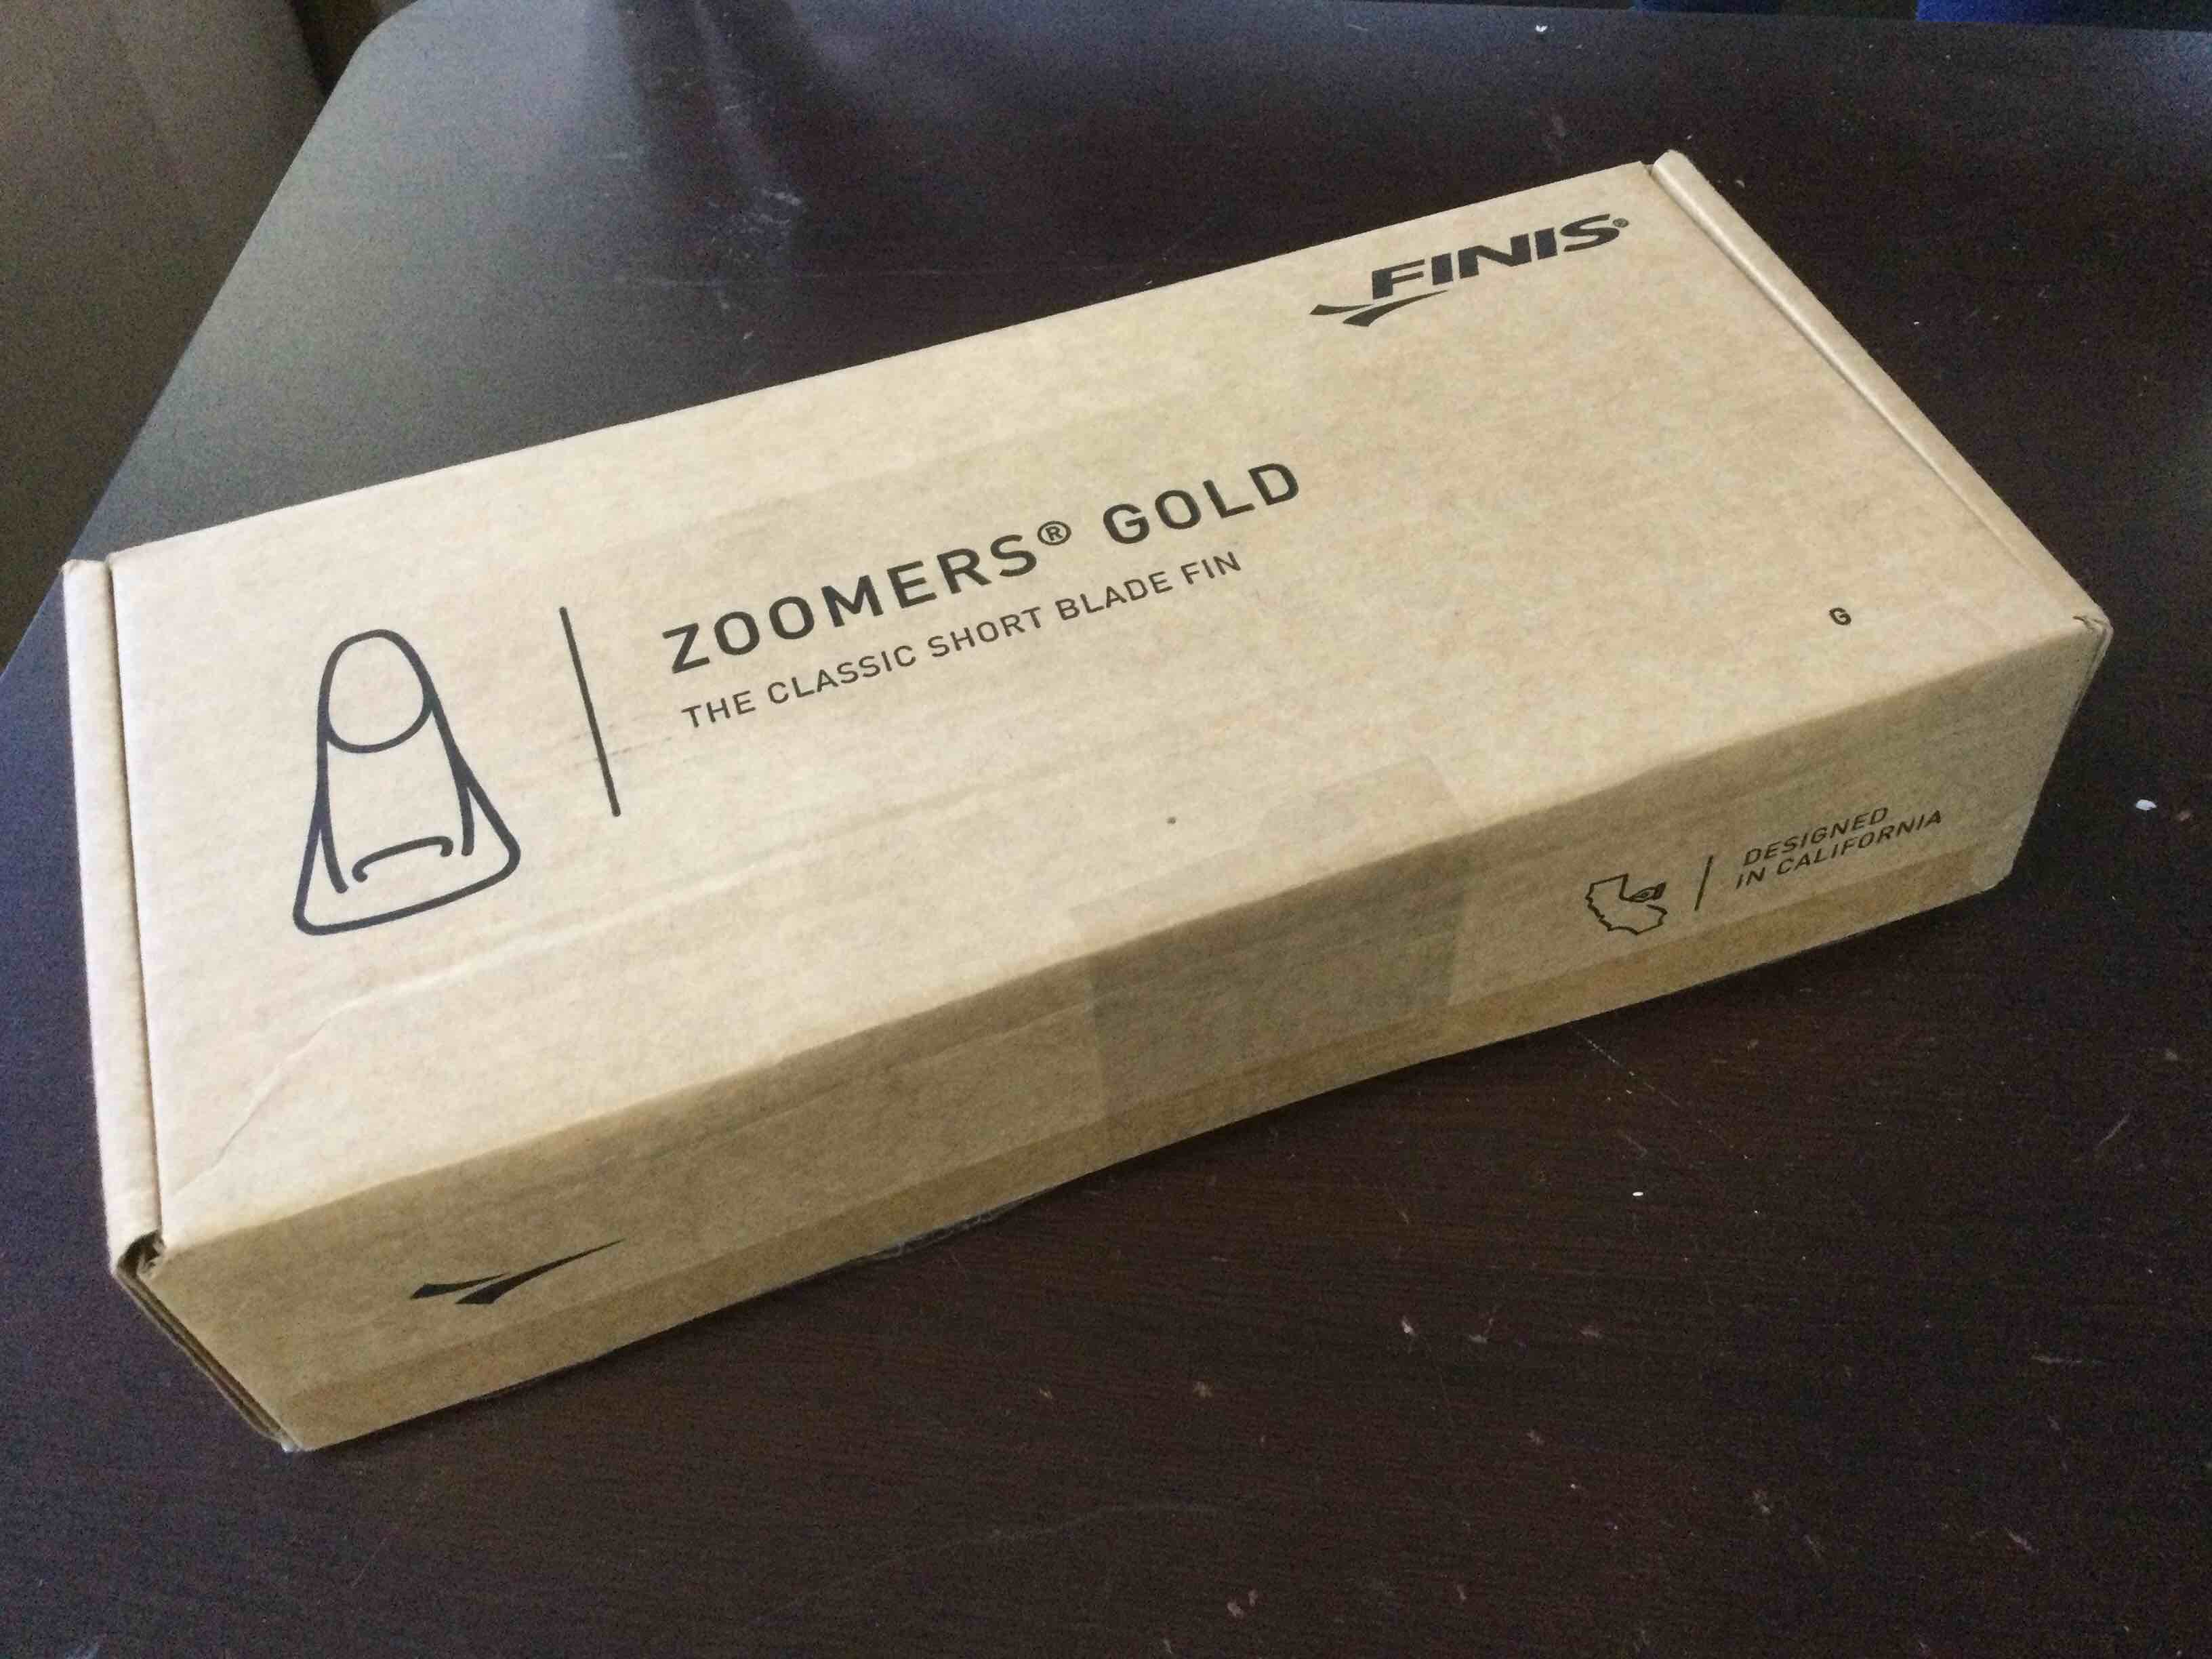 FINIS®
ZOOMERS® GOLD
THE CLASSIC SHORT BLADE FIN
G
DESIGNED
IN CALIFORNIA